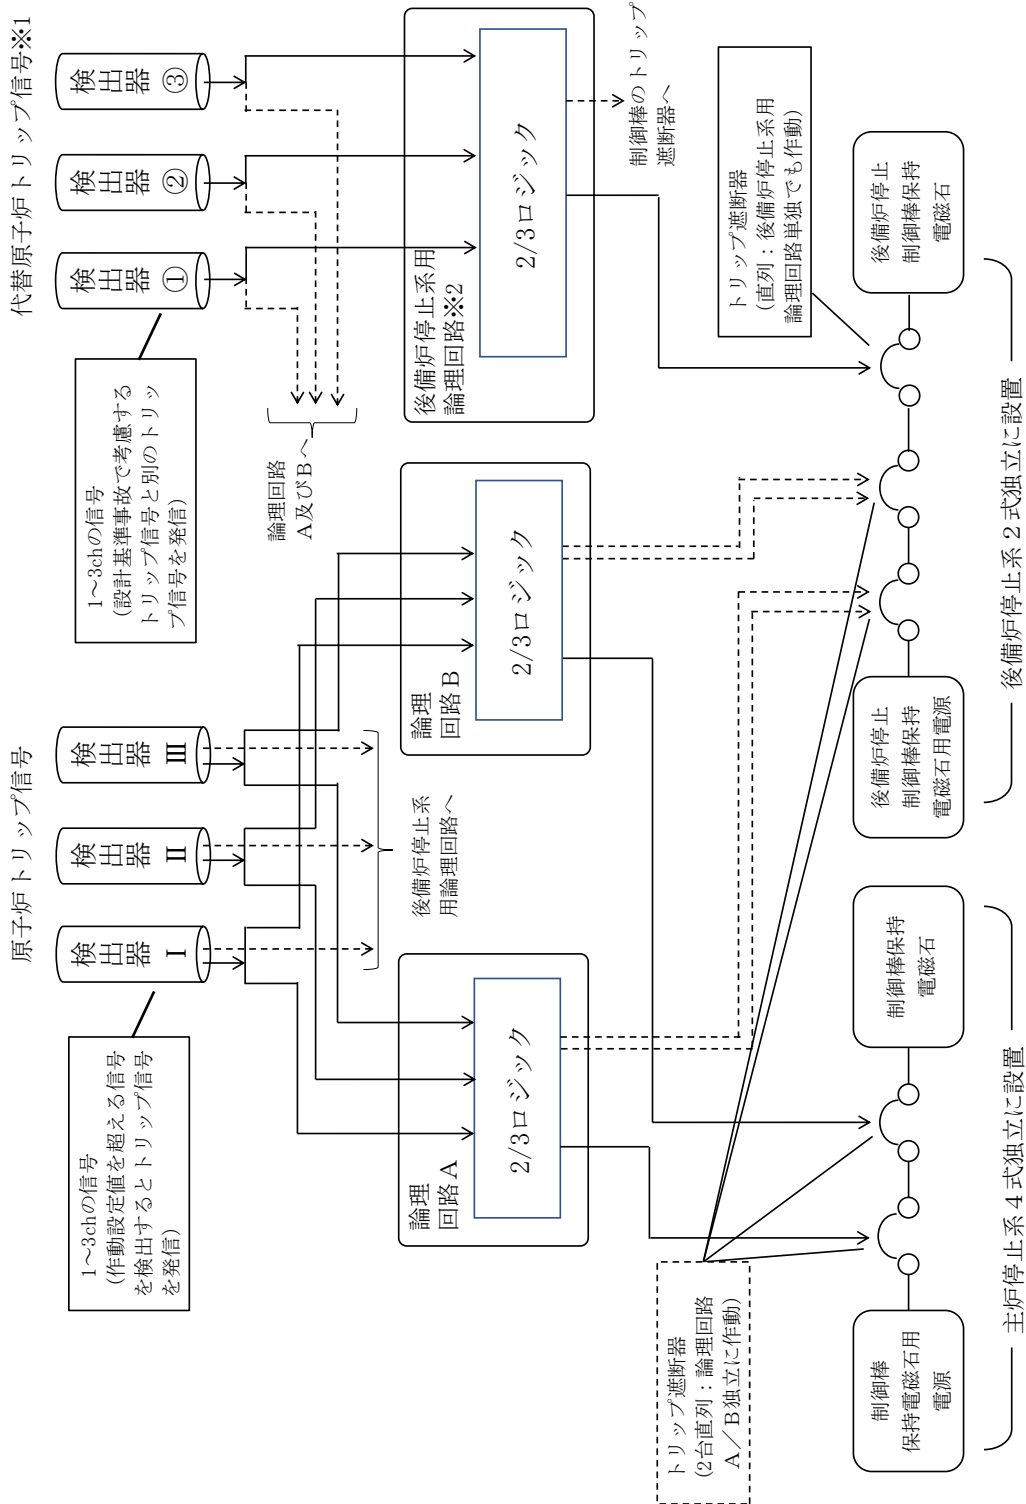 原子炉トリップ信号
代替原子炉トリップ信号※1
検出器 Ⅰ
検出器 Ⅱ
検出器 Ⅲ
検出器 ①
検出器 ②
検出器 ③
1～3chの信号
(作動設定値を超える信号
を検出するとトリップ信号
を発信)
1～3chの信号
(設計基準事故で考慮する
トリップ信号と別のトリッ
プ信号を発信)
後備炉停止系
用論理回路へ
論理回路
A及びBへ
論理
回路A
2/3ロジック
論理
回路B
2/3ロジック
後備炉停止系用
論理回路※2
2/3ロジック
制御棒のトリップ
遮断器へ
トリップ遮断器
(2台直列：論理回路
A／B独立に作動)
トリップ遮断器
(直列：後備炉停止系用
論理回路単独でも作動)
制御棒
保持電磁石用
電源
制御棒保持
電磁石
後備炉停止
制御棒保持
電磁石用電源
後備炉停止
制御棒保持
電磁石
主炉停止系4式独立に設置
後備炉停止系2式独立に設置